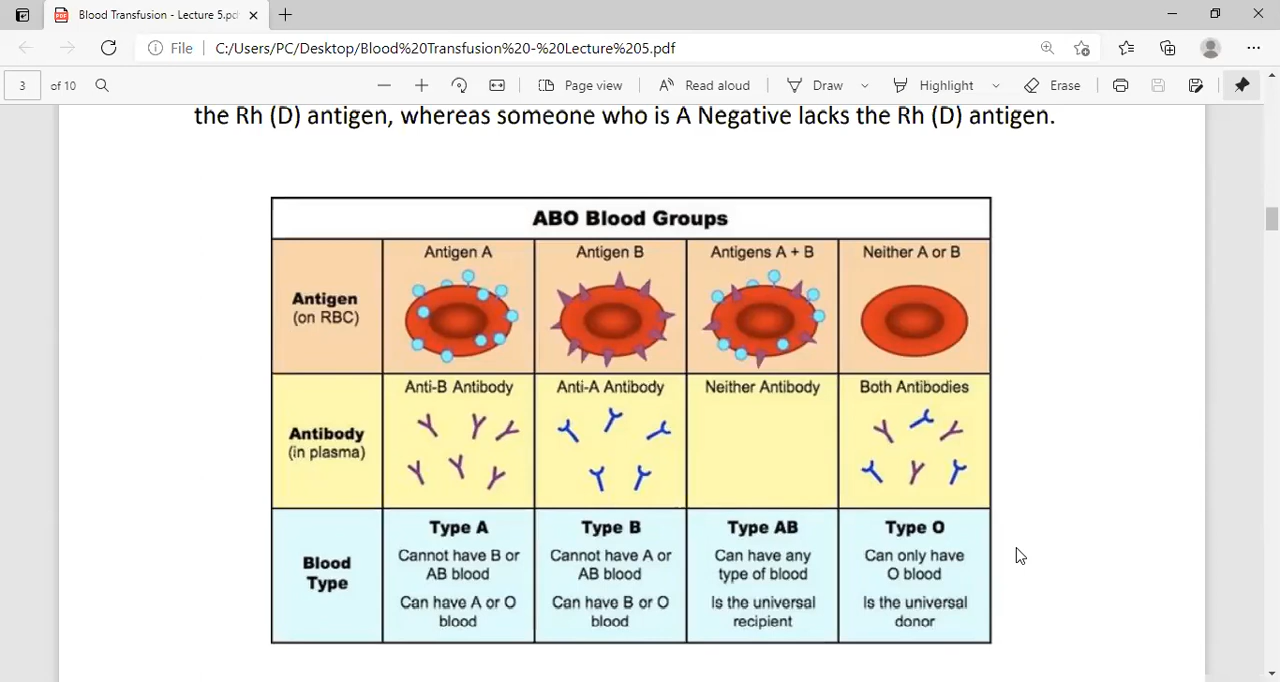 Blood Transfusion - Lecture 5.pd
File C:/Users/PC/Desktop/Blood%20Transfusion%20-%20Lecture%205.pdf
3 of 10 Page view Read aloud Draw Highlight Erase
the Rh (D) antigen, whereas someone who is A Negative lacks the Rh (D) antigen.
ABO Blood Groups
Antigen
(on RBC)
Antigen A
Antigen B
Antigens A + B
Neither A or B
Antibody
(in plasma)
Anti-B Antibody
Anti-A Antibody
Neither Antibody
Both Antibodies
Blood
Type
Type A
Cannot have B or
AB blood
Can have A or O
blood
Type B
Cannot have A or
AB blood
Can have B or O
blood
Type AB
Can have any
type of blood
Is the universal
recipient
Type O
Can only have
O blood
Is the universal
donor